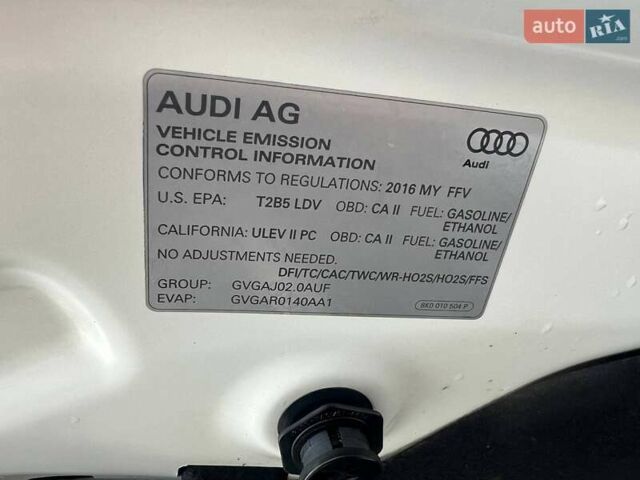 auto RIA.com
AUDI AG
VEHICLE EMISSION
CONTROL INFORMATION
Audi
CONFORMS TO REGULATIONS: 2016 MY FFV
U.S. EPA: T2B5 LDV OBD: CA II FUEL: GASOLINE/
ETHANOL
CALIFORNIA: ULEV II PC OBD: CA II FUEL: GASOLINE/
ETHANOL
NO ADJUSTMENTS NEEDED.
DFI/TC/CAC/TWC/WR-HO2S/HO2S/FFS
GROUP: GVGAJ02.0AUF
EVAP: GVGAR0140AA1
8K0 010 504 P